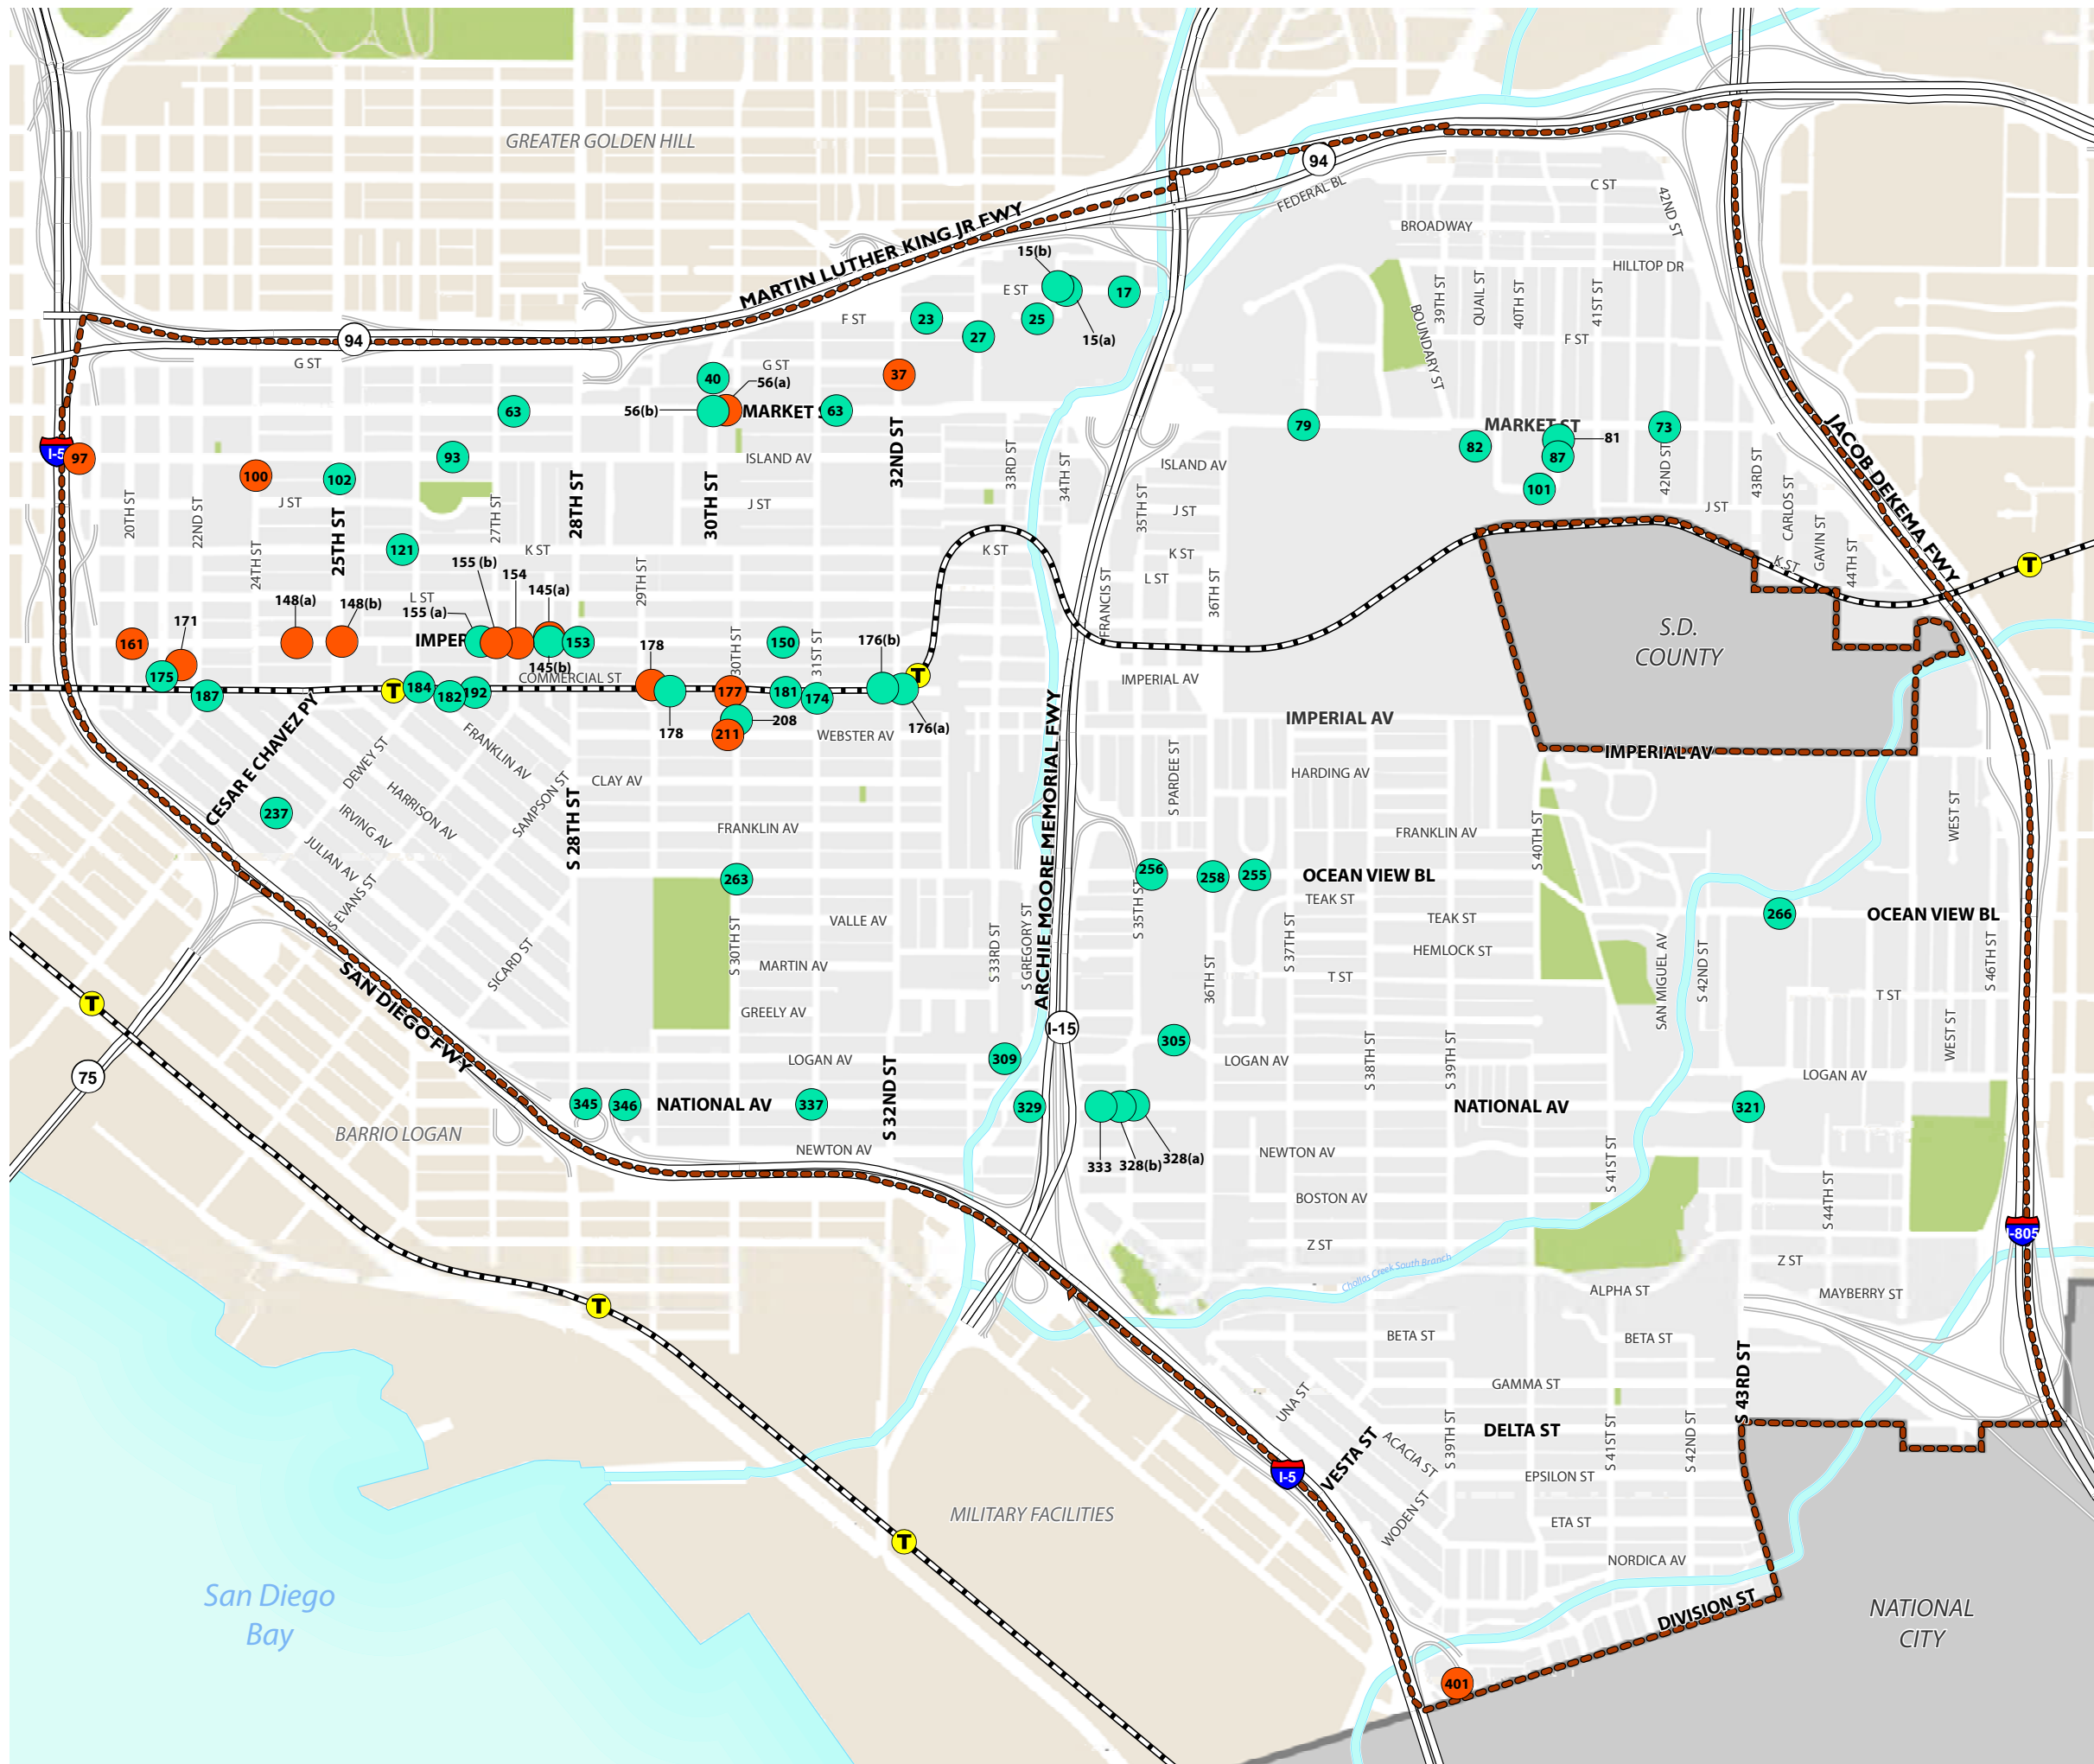 GREATER GOLDEN HILL
94
FEDERAL BL
C ST
42ND ST
BROADWAY
MARTIN LUTHER KING JR FWY
15(b)
HILLTOP DR
E ST
17
39TH ST
QUAIL ST
40TH ST
41ST ST
F ST
23
25
27
15(a)
BOUNDARY ST
F ST
94
G ST
G ST
40
56(a)
37
63
56(b)
MARKET S
63
79
MARKET ST
73
JACOB DEKEMA FWY
81
82
87
I-5
97
93
ISLAND AV
32ND ST
33RD ST
34TH ST
ISLAND AV
42ND ST
43RD ST
100
102
101
20TH ST
22ND ST
J ST
27TH ST
28TH ST
30TH ST
J ST
35TH ST
J ST
J ST
CARLOS ST
GAVIN ST
44TH ST
24TH ST
25TH ST
121
K ST
K ST
K ST
K ST
T
155 (b)
154
29TH ST
L ST
FRANCIS ST
36TH ST
145(a)
148(a)
148(b)
L ST
155 (a)
171
161
IMPER
153
150
31ST ST
176(b)
S.D.
COUNTY
178
30TH ST
145(b)
175
COMMERCIAL ST
T
IMPERIAL AV
187
T
184
182
192
177
181
174
208
176(a)
178
211
WEBSTER AV
IMPERIAL AV
IMPERIAL AV
CESAR E CHAVEZ PY
DEWEY ST
FRANKLIN AV
CLAY AV
HARDING AV
S PARDEE ST
ARCHIE MOORE MEMORIAL FWY
237
IRVING AV
HARRISON AV
SAMPSON ST
S 28TH ST
FRANKLIN AV
FRANKLIN AV
S 40TH ST
WEST ST
JULIAN AV
263
256
258
255
OCEAN VIEW BL
S EVANS ST
TEAK ST
266
OCEAN VIEW BL
VALLE AV
TEAK ST
S 30TH ST
S 33RD ST
S GREGORY ST
S 35TH ST
S 37TH ST
HEMLOCK ST
SAN MIGUEL AV
S 42ND ST
S 46TH ST
SICARD ST
MARTIN AV
36TH ST
T ST
T ST
T
SAN DIEGO FWY
GREELY AV
I-15
305
WEST ST
LOGAN AV
309
LOGAN AV
S 38TH ST
S 39TH ST
LOGAN AV
75
345
346
NATIONAL AV
337
S 32ND ST
329
NATIONAL AV
321
BARRIO LOGAN
NEWTON AV
333
328(b)
328(a)
NEWTON AV
S 41ST ST
BOSTON AV
S 44TH ST
Z ST
-805
Z ST
Chollas Creek South Branch
ALPHA ST
MAYBERRY ST
T
BETA ST
BETA ST
GAMMA ST
S 43RD ST
UNA ST
VESTA ST
ACACIA ST
S 39TH ST
DELTA ST
S 41ST ST
S 42ND ST
I-5
EPSILON ST
MILITARY FACILITIES
WODEN ST
ETA ST
T
NORDICA AV
San Diego
Bay
DIVISION ST
NATIONAL
CITY
401